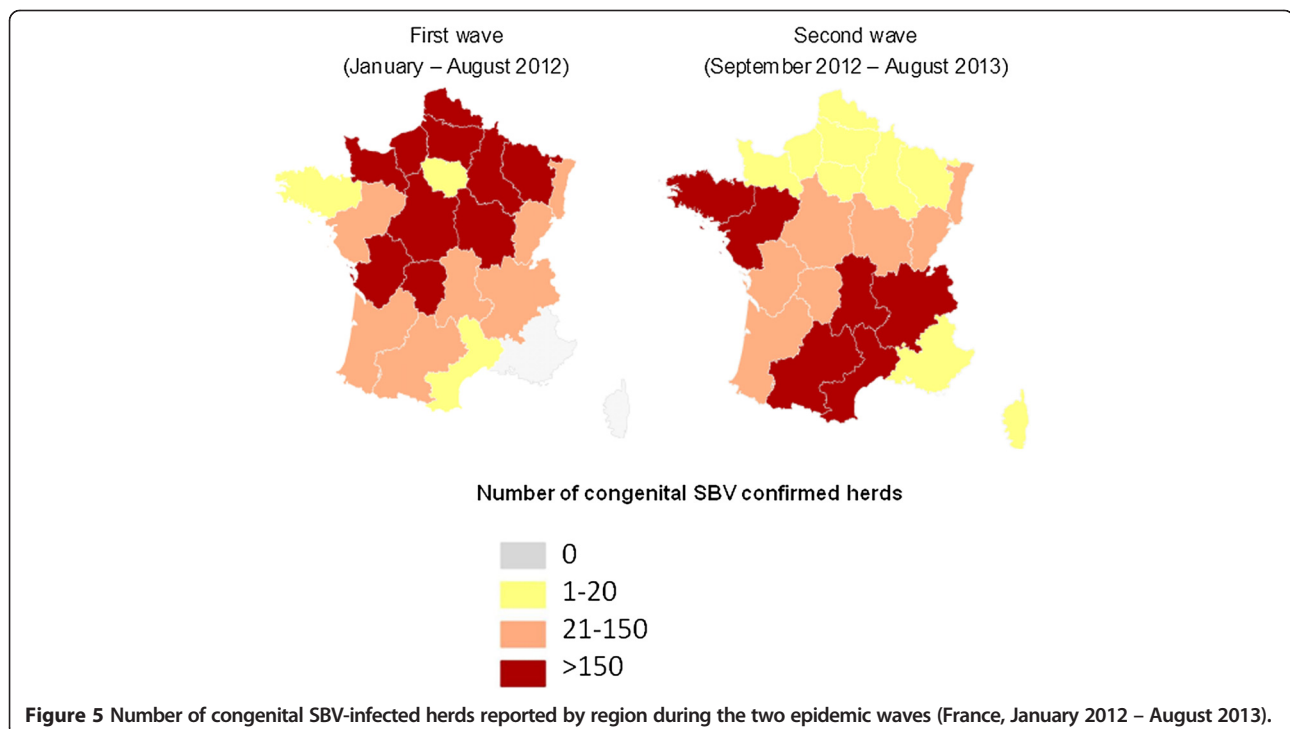 First wave
(January – August 2012)
Second wave
(September 2012 – August 2013)
Number of congenital SBV confirmed herds
0
1-20
21-150
>150
Figure 5 Number of congenital SBV-infected herds reported by region during the two epidemic waves (France, January 2012 – August 2013).